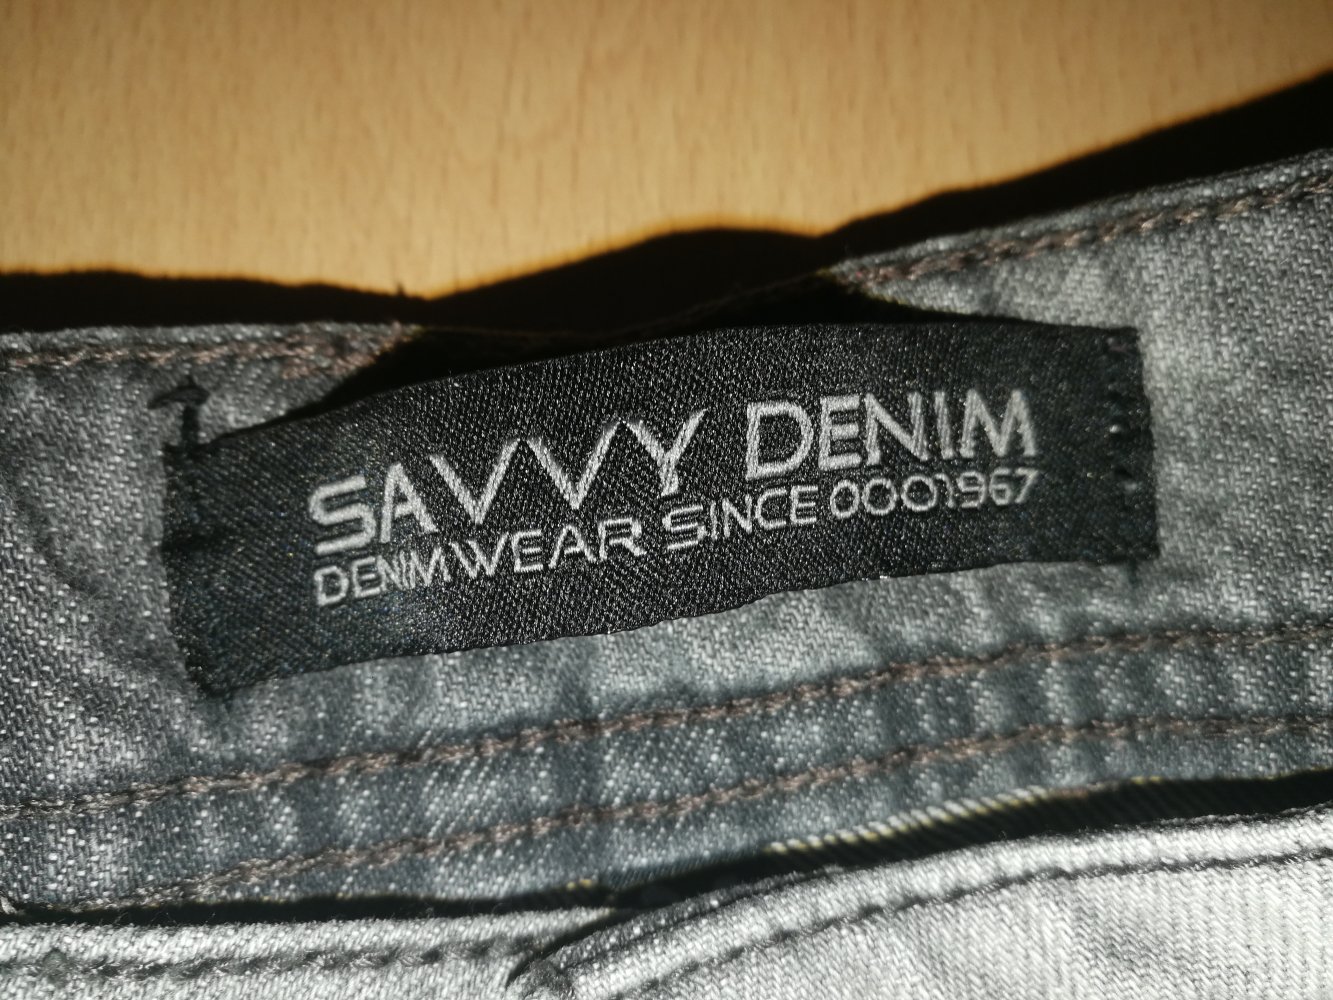 SAVVY DENIM
DENIMWEAR SINCE 0001967